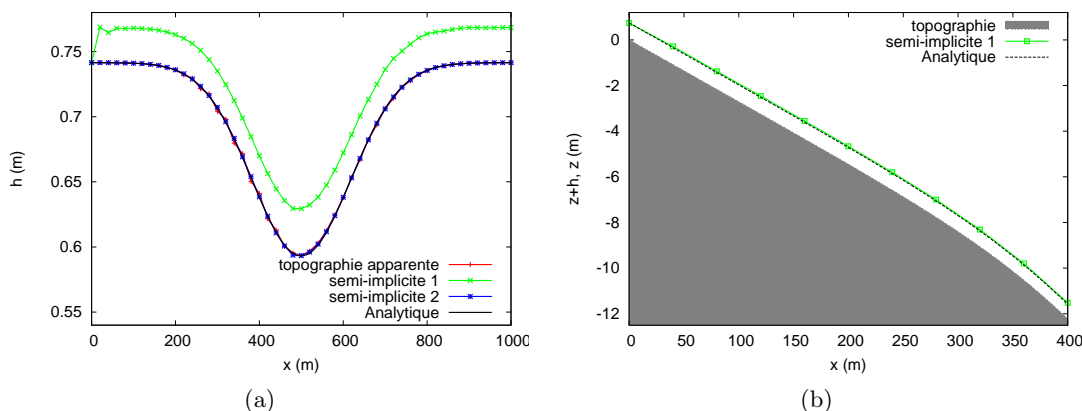 0.75
0.7
0.65
0.6
0.55
h (m)
0
200
400
600
800
1000
x (m)
topographie apparente
semi-implicite 1
semi-implicite 2
Analytique
(a)
0
-2
-4
-6
-8
-10
-12
z+h, z (m)
0
50
100
150
200
250
300
350
400
x (m)
topographie
semi-implicite 1
Analytique
(b)